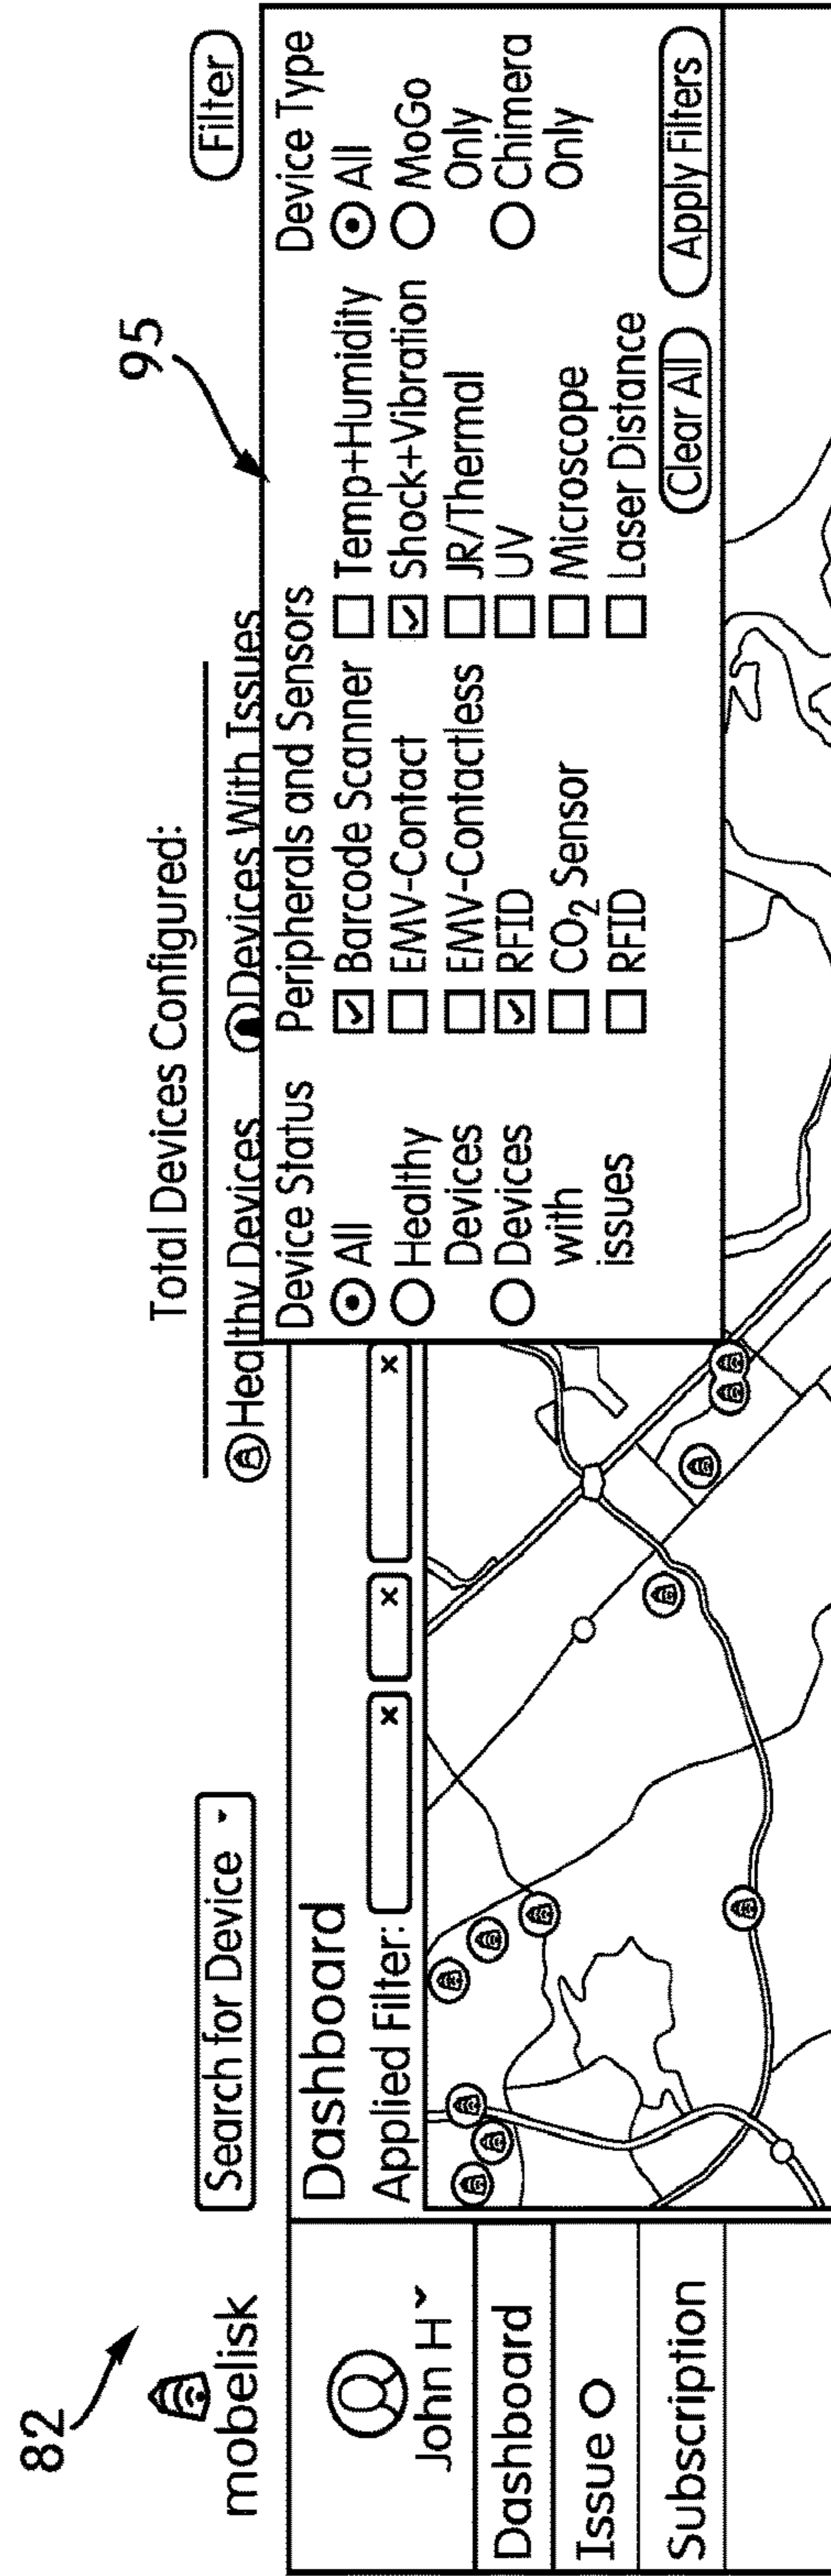 82
95
mobelisk
Search for Device
Total Devices Configured:
Filter
Healthy Devices
Devices With Issues
John H
Dashboard
Issue
Subscription
Dashboard
Applied Filter:
x
x
x
Device Status
All
Healthy
Devices
Devices
with
issues
Peripherals and Sensors
Barcode Scanner
EMV-Contact
EMV-Contactless
RFID
CO₂ Sensor
RFID
Temp+Humidity
Shock+Vibration
JR/Thermal
UV
Microscope
Laser Distance
Device Type
All
MoGo
Only
Chimera
Only
Clear All
Apply Filters